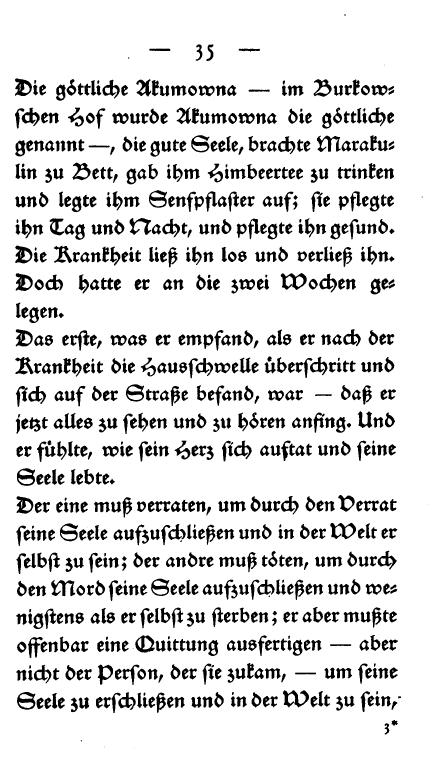 — 35 —
Die göttliche Akumowna — im Burkow-
schen Hof wurde Akumowna die göttliche
genannt —, die gute Seele, brachte Maraku-
lin zu Bett, gab ihm Himbeertee zu trinken
und legte ihm Senfpflaster auf; sie pflegte
ihn Tag und Nacht, und pflegte ihn gesund.
Die Krankheit ließ ihn los und verließ ihn.
Doch hatte er an die zwei Wochen ge-
legen.
Das erste, was er empfand, als er nach der
Krankheit die Hausschwelle überschritt und
sich auf der Straße befand, war — daß er
jetzt alles zu sehen und zu hören anfing. Und
er fühlte, wie sein Herz sich auftat und seine
Seele lebte.
Der eine muß verraten, um durch den Verrat
seine Seele aufzuschließen und in der Welt er
selbst zu sein; der andre muß töten, um durch
den Mord seine Seele aufzuschließen und we-
nigstens als er selbst zu sterben; er aber mußte
offenbar eine Quittung ausfertigen — aber
nicht der Person, der sie zukam, — um seine
Seele zu erschließen und in der Welt zu sein,
3*